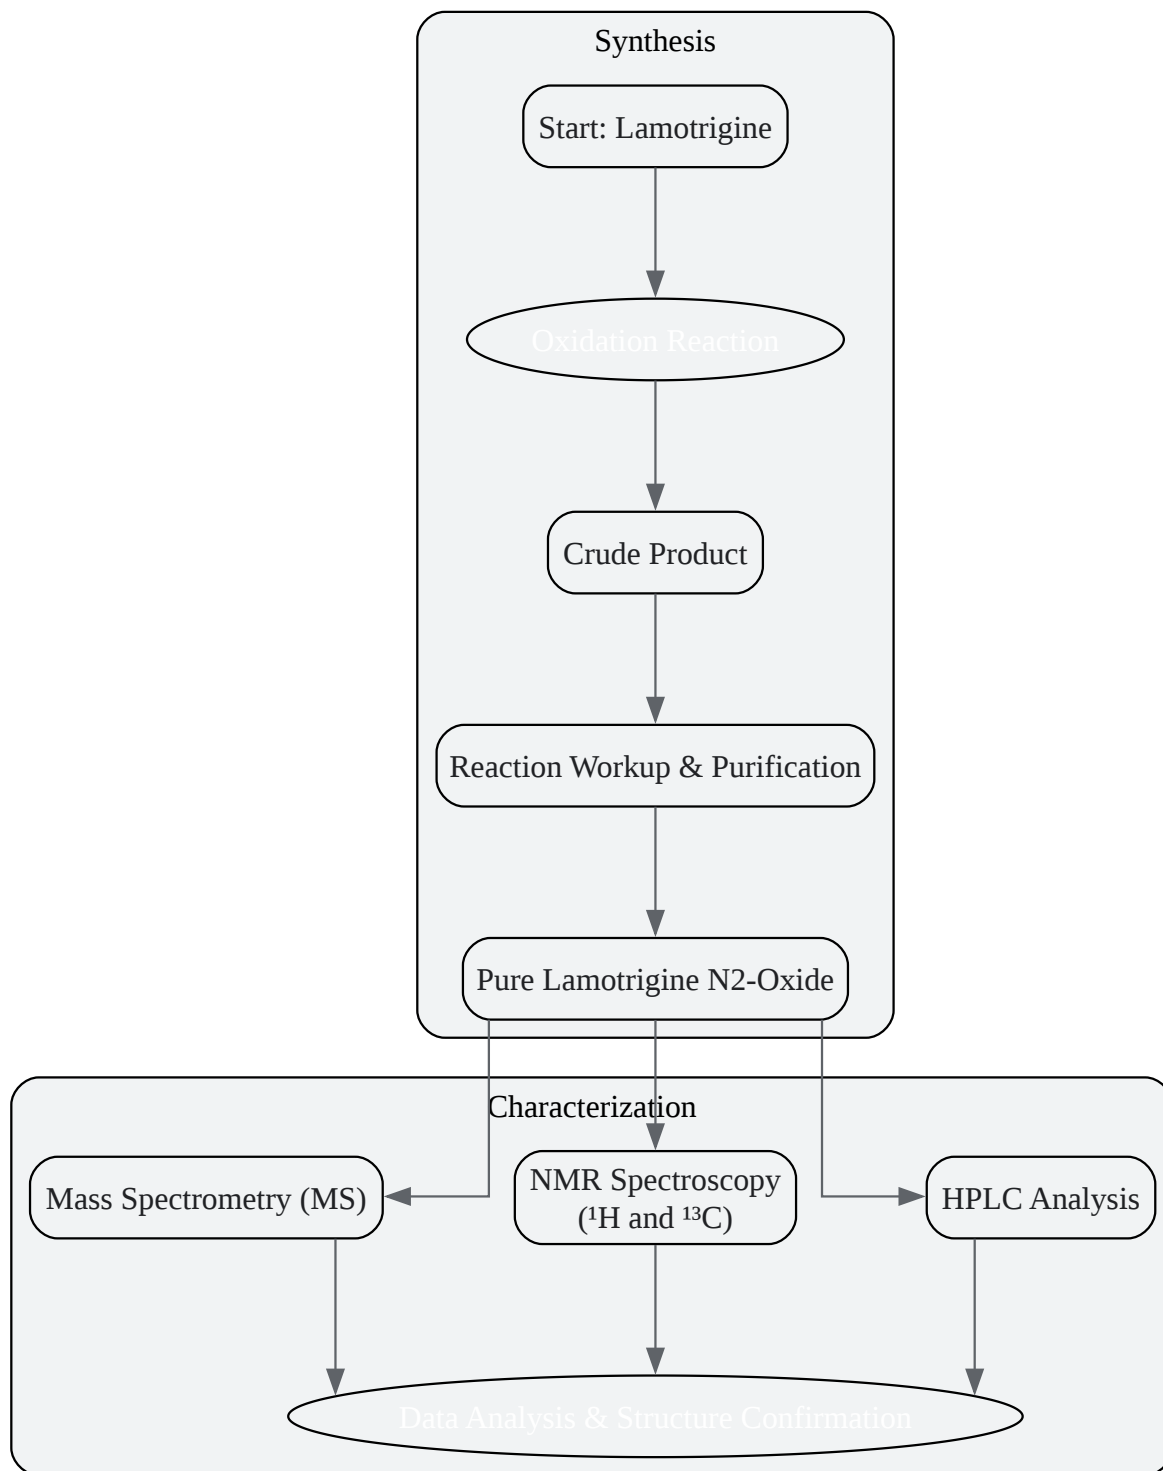 Synthesis
Start: Lamotrigine
Oxidation Reaction
Crude Product
Reaction Workup & Purification
Pure Lamotrigine N2-Oxide
Characterization
Mass Spectrometry (MS)
NMR Spectroscopy
(¹H and ¹³C)
HPLC Analysis
Data Analysis & Structure Confirmation